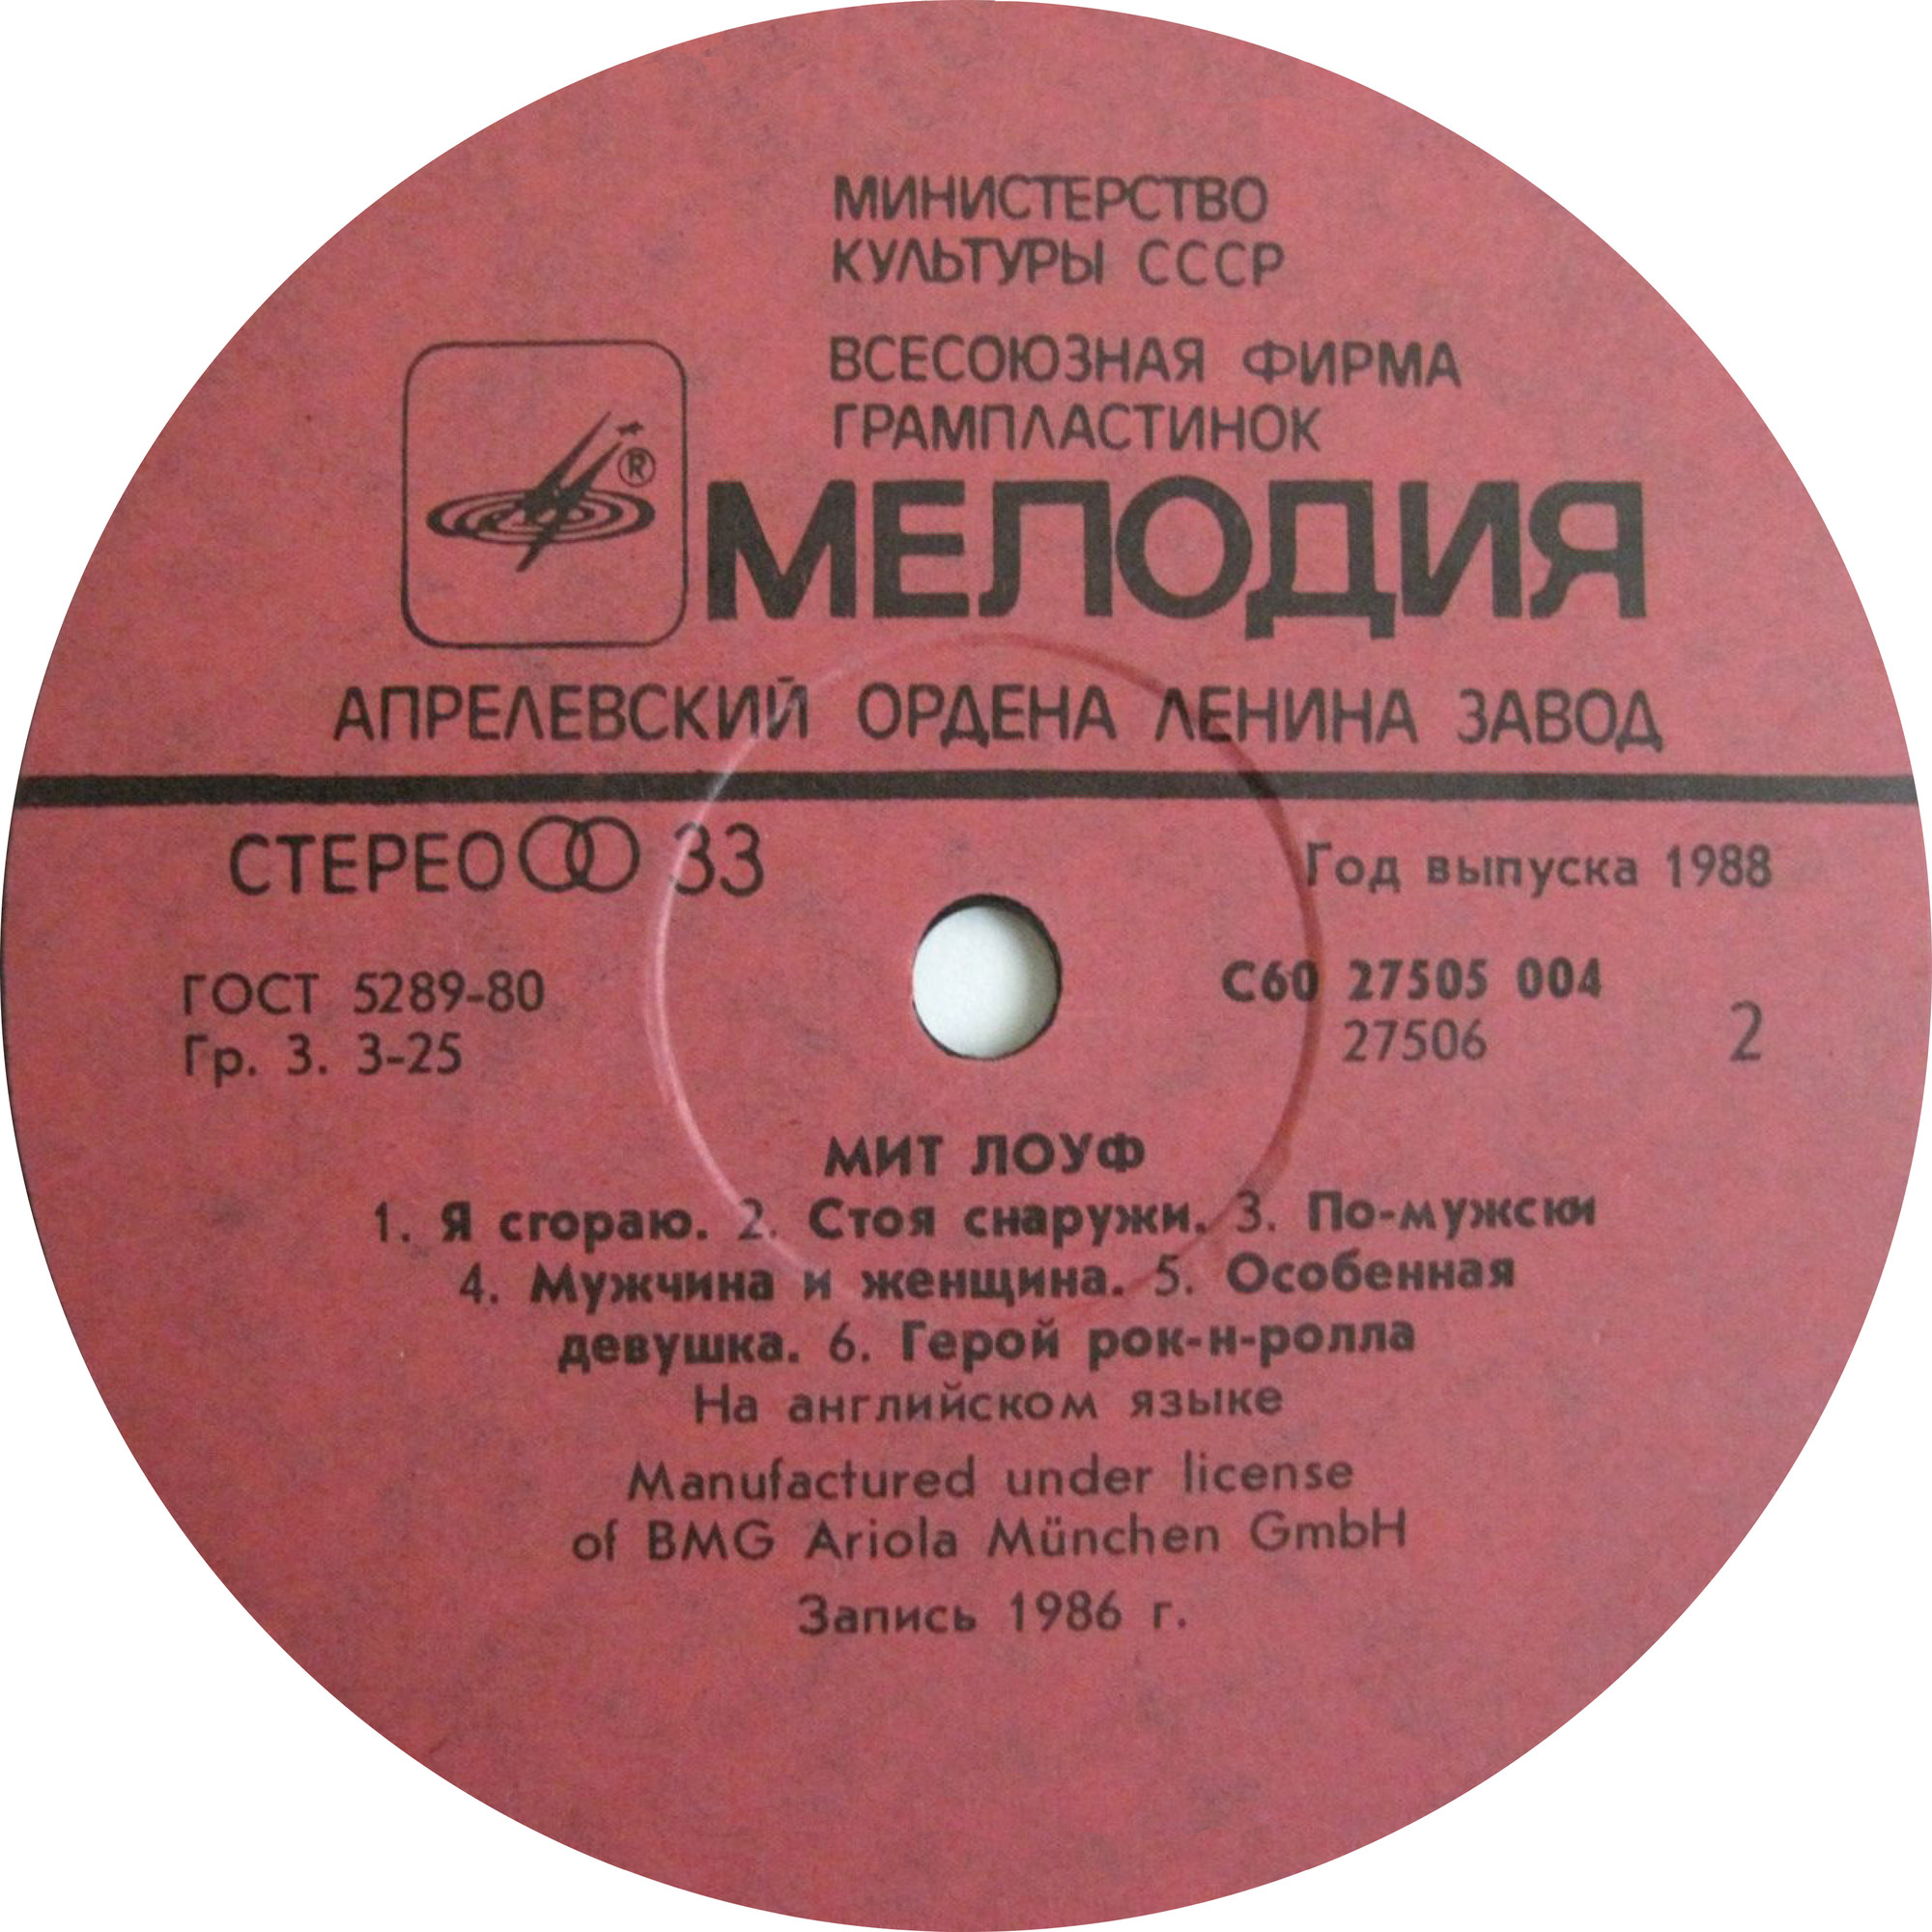 МИНИСТЕРСТВО
КУЛЬТУРЫ СССР
ВСЕСОЮЗНАЯ ФИРМА
ГРАМПЛАСТИНОК
®
МЕЛОДИЯ
АПРЕЛЕВСКИЙ ОРДЕНА ЛЕНИНА ЗАВОД
СТЕРЕО 33
Год выпуска 1988
ГОСТ 5289-80
Гр. 3. 3-25
С60 27505 004
27506
2
МИТ ЛОУФ
1. Я сгораю. 2. Стоя снаружи. 3. По-мужски
4. Мужчина и женщина. 5. Особенная
девушка. 6. Герой рок-н-ролла
На английском языке
Manufactured under license
of BMG Ariola München GmbH
Запись 1986 г.